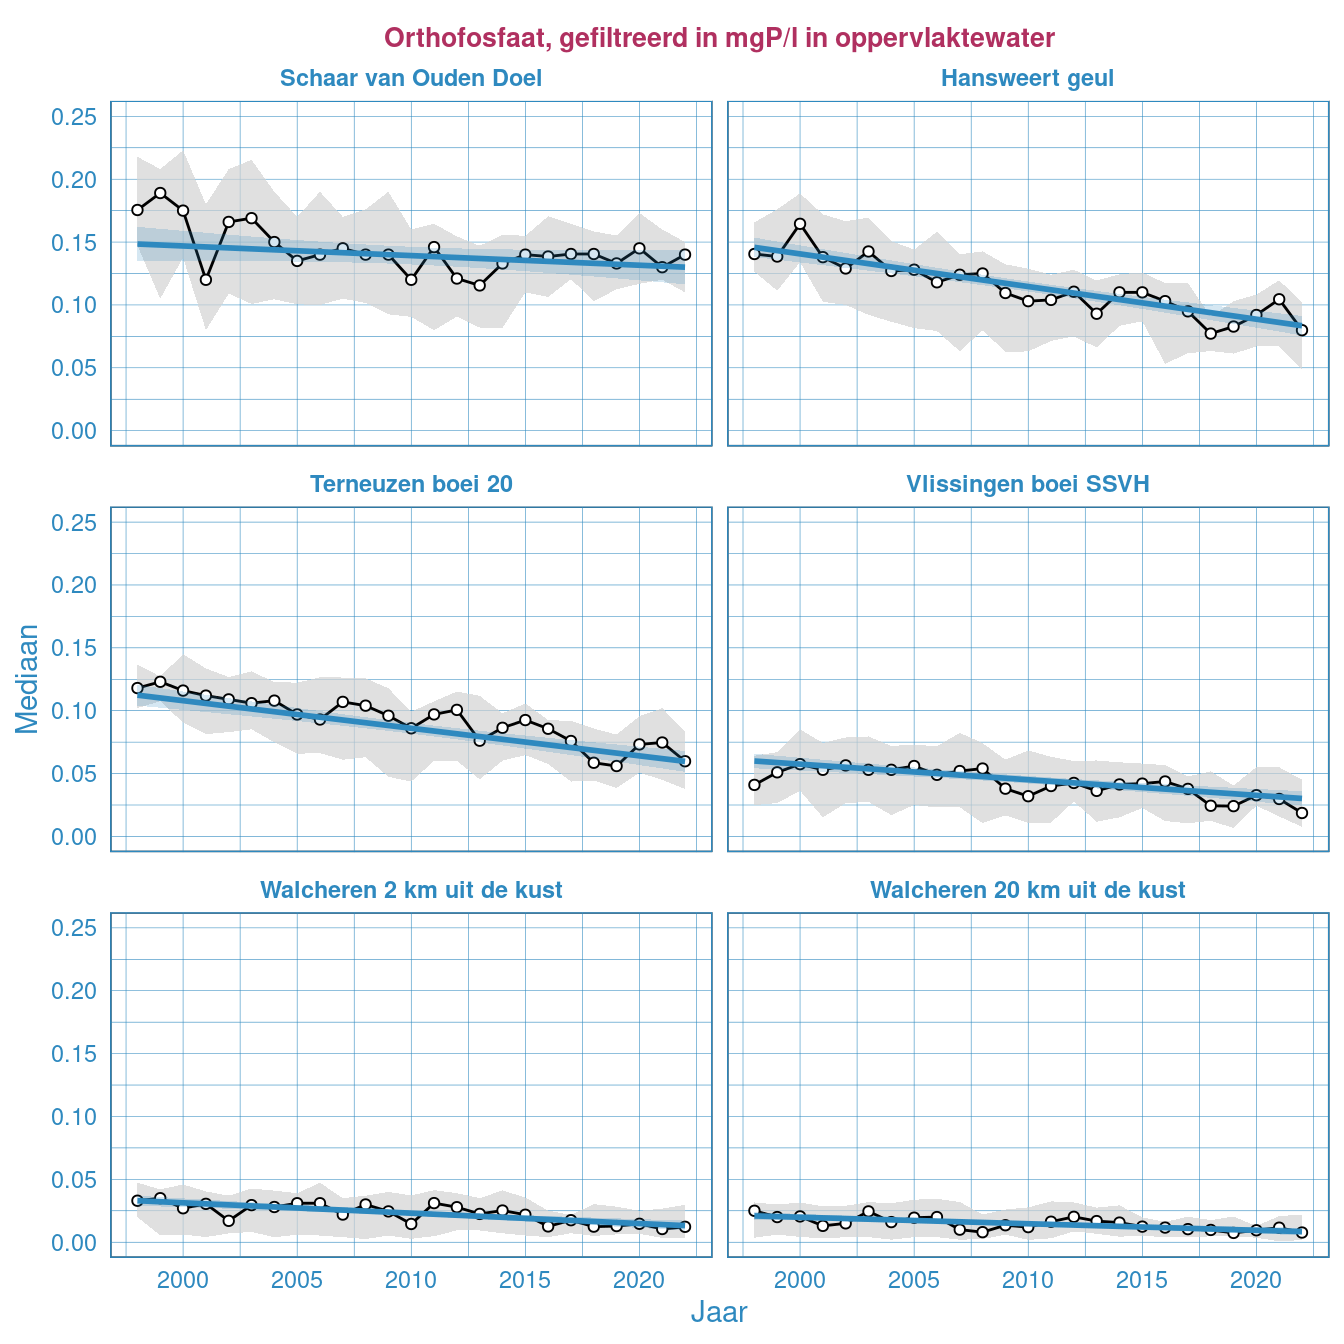 Orthofosfaat, gefiltreerd in mgP/l in oppervlaktewater
Schaar van Ouden Doel
Hansweert geul
0.25
0.20
0.15
0.10
0.05
0.00
Terneuzen boei 20
Vlissingen boei SSVH
0.25
0.20
0.15
0.10
0.05
0.00
Mediaan
Walcheren 2 km uit de kust
Walcheren 20 km uit de kust
0.25
0.20
0.15
0.10
0.05
0.00
2000 2005 2010 2015 2020
2000 2005 2010 2015 2020
Jaar